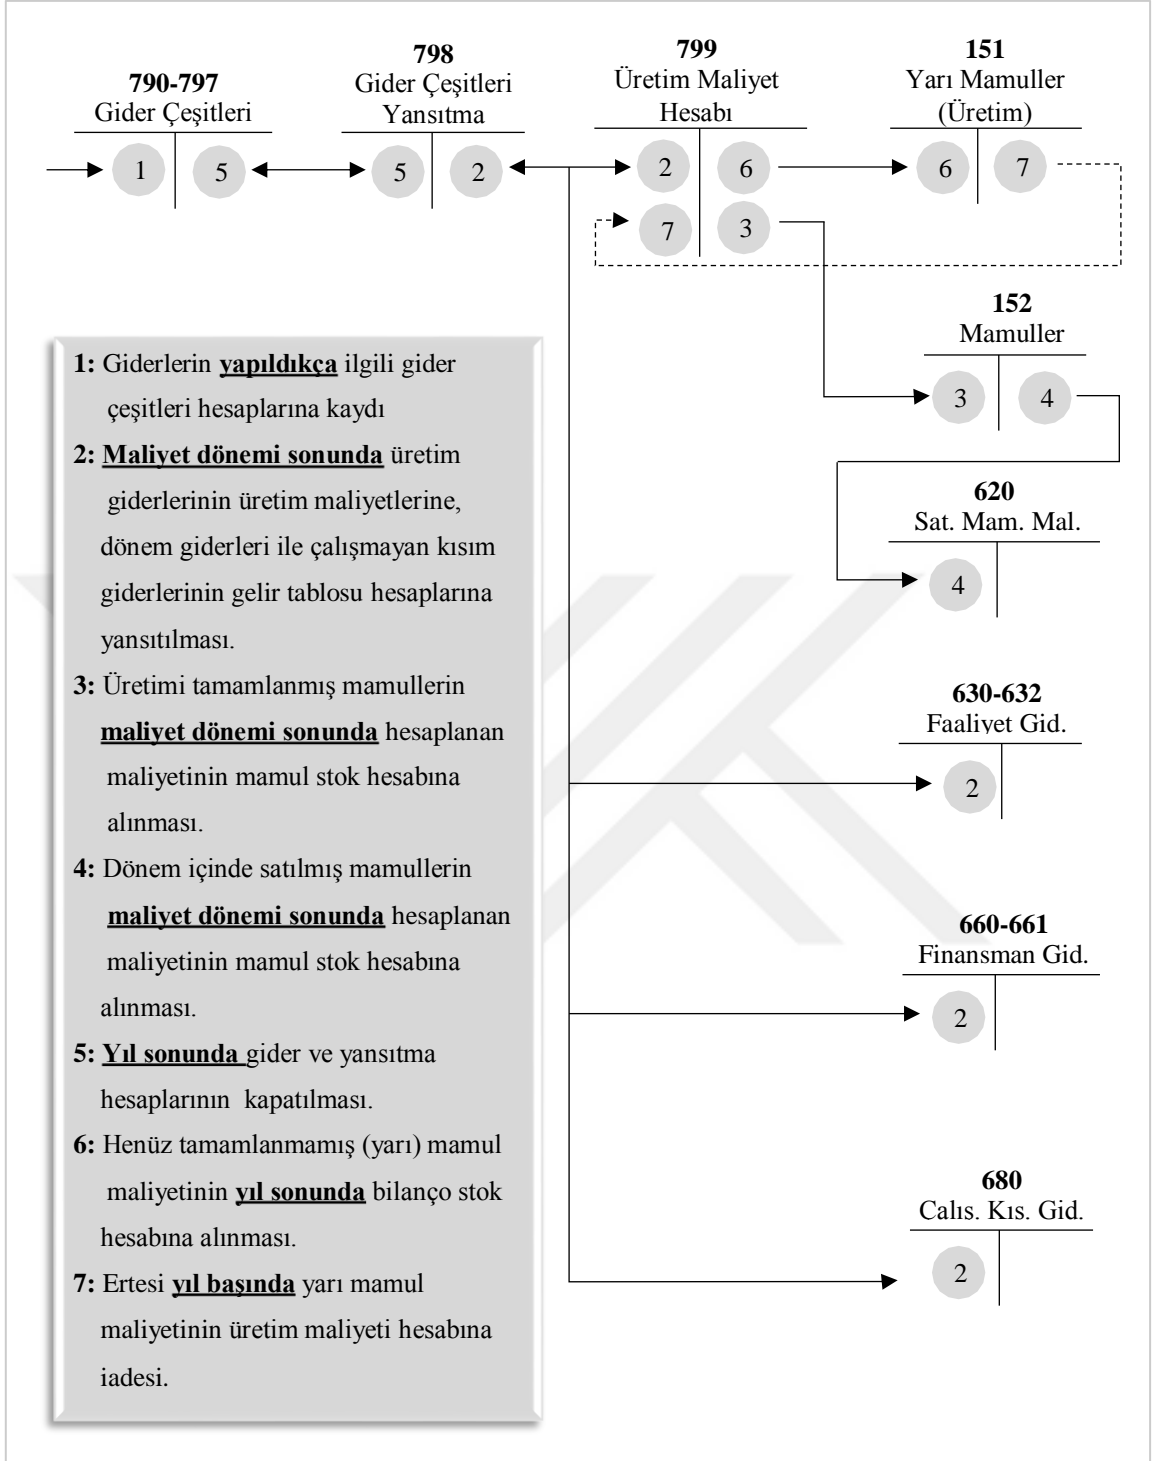 790-797
Gider Çeşitleri
1
5
798
Gider Çeşitleri
Yansıtma
5
2
799
Üretim Maliyet
Hesabı
2
6
7
3
151
Yarı Mamuller
(Üretim)
6
7
152
Mamuller
3
4
620
Sat. Mam. Mal.
4
630-632
Faaliyet Gid.
2
660-661
Finansman Gid.
2
680
Calıs. Kıs. Gid.
2
1: Giderlerin yapıldıkça ilgili gider
çeşitleri hesaplarına kaydı
2: Maliyet dönemi sonunda üretim
giderlerinin üretim maliyetlerine,
dönem giderleri ile çalışmayan kısım
giderlerinin gelir tablosu hesaplarına
yansıtılması.
3: Üretimi tamamlanmış mamullerin
maliyet dönemi sonunda hesaplanan
maliyetinin mamul stok hesabına
alınması.
4: Dönem içinde satılmış mamullerin
maliyet dönemi sonunda hesaplanan
maliyetinin mamul stok hesabına
alınması.
5: Yıl sonunda gider ve yansıtma
hesaplarının kapatılması.
6: Henüz tamamlanmamış (yarı) mamul
maliyetinin yıl sonunda bilanço stok
hesabına alınması.
7: Ertesi yıl başında yarı mamul
maliyetinin üretim maliyeti hesabına
iadesi.